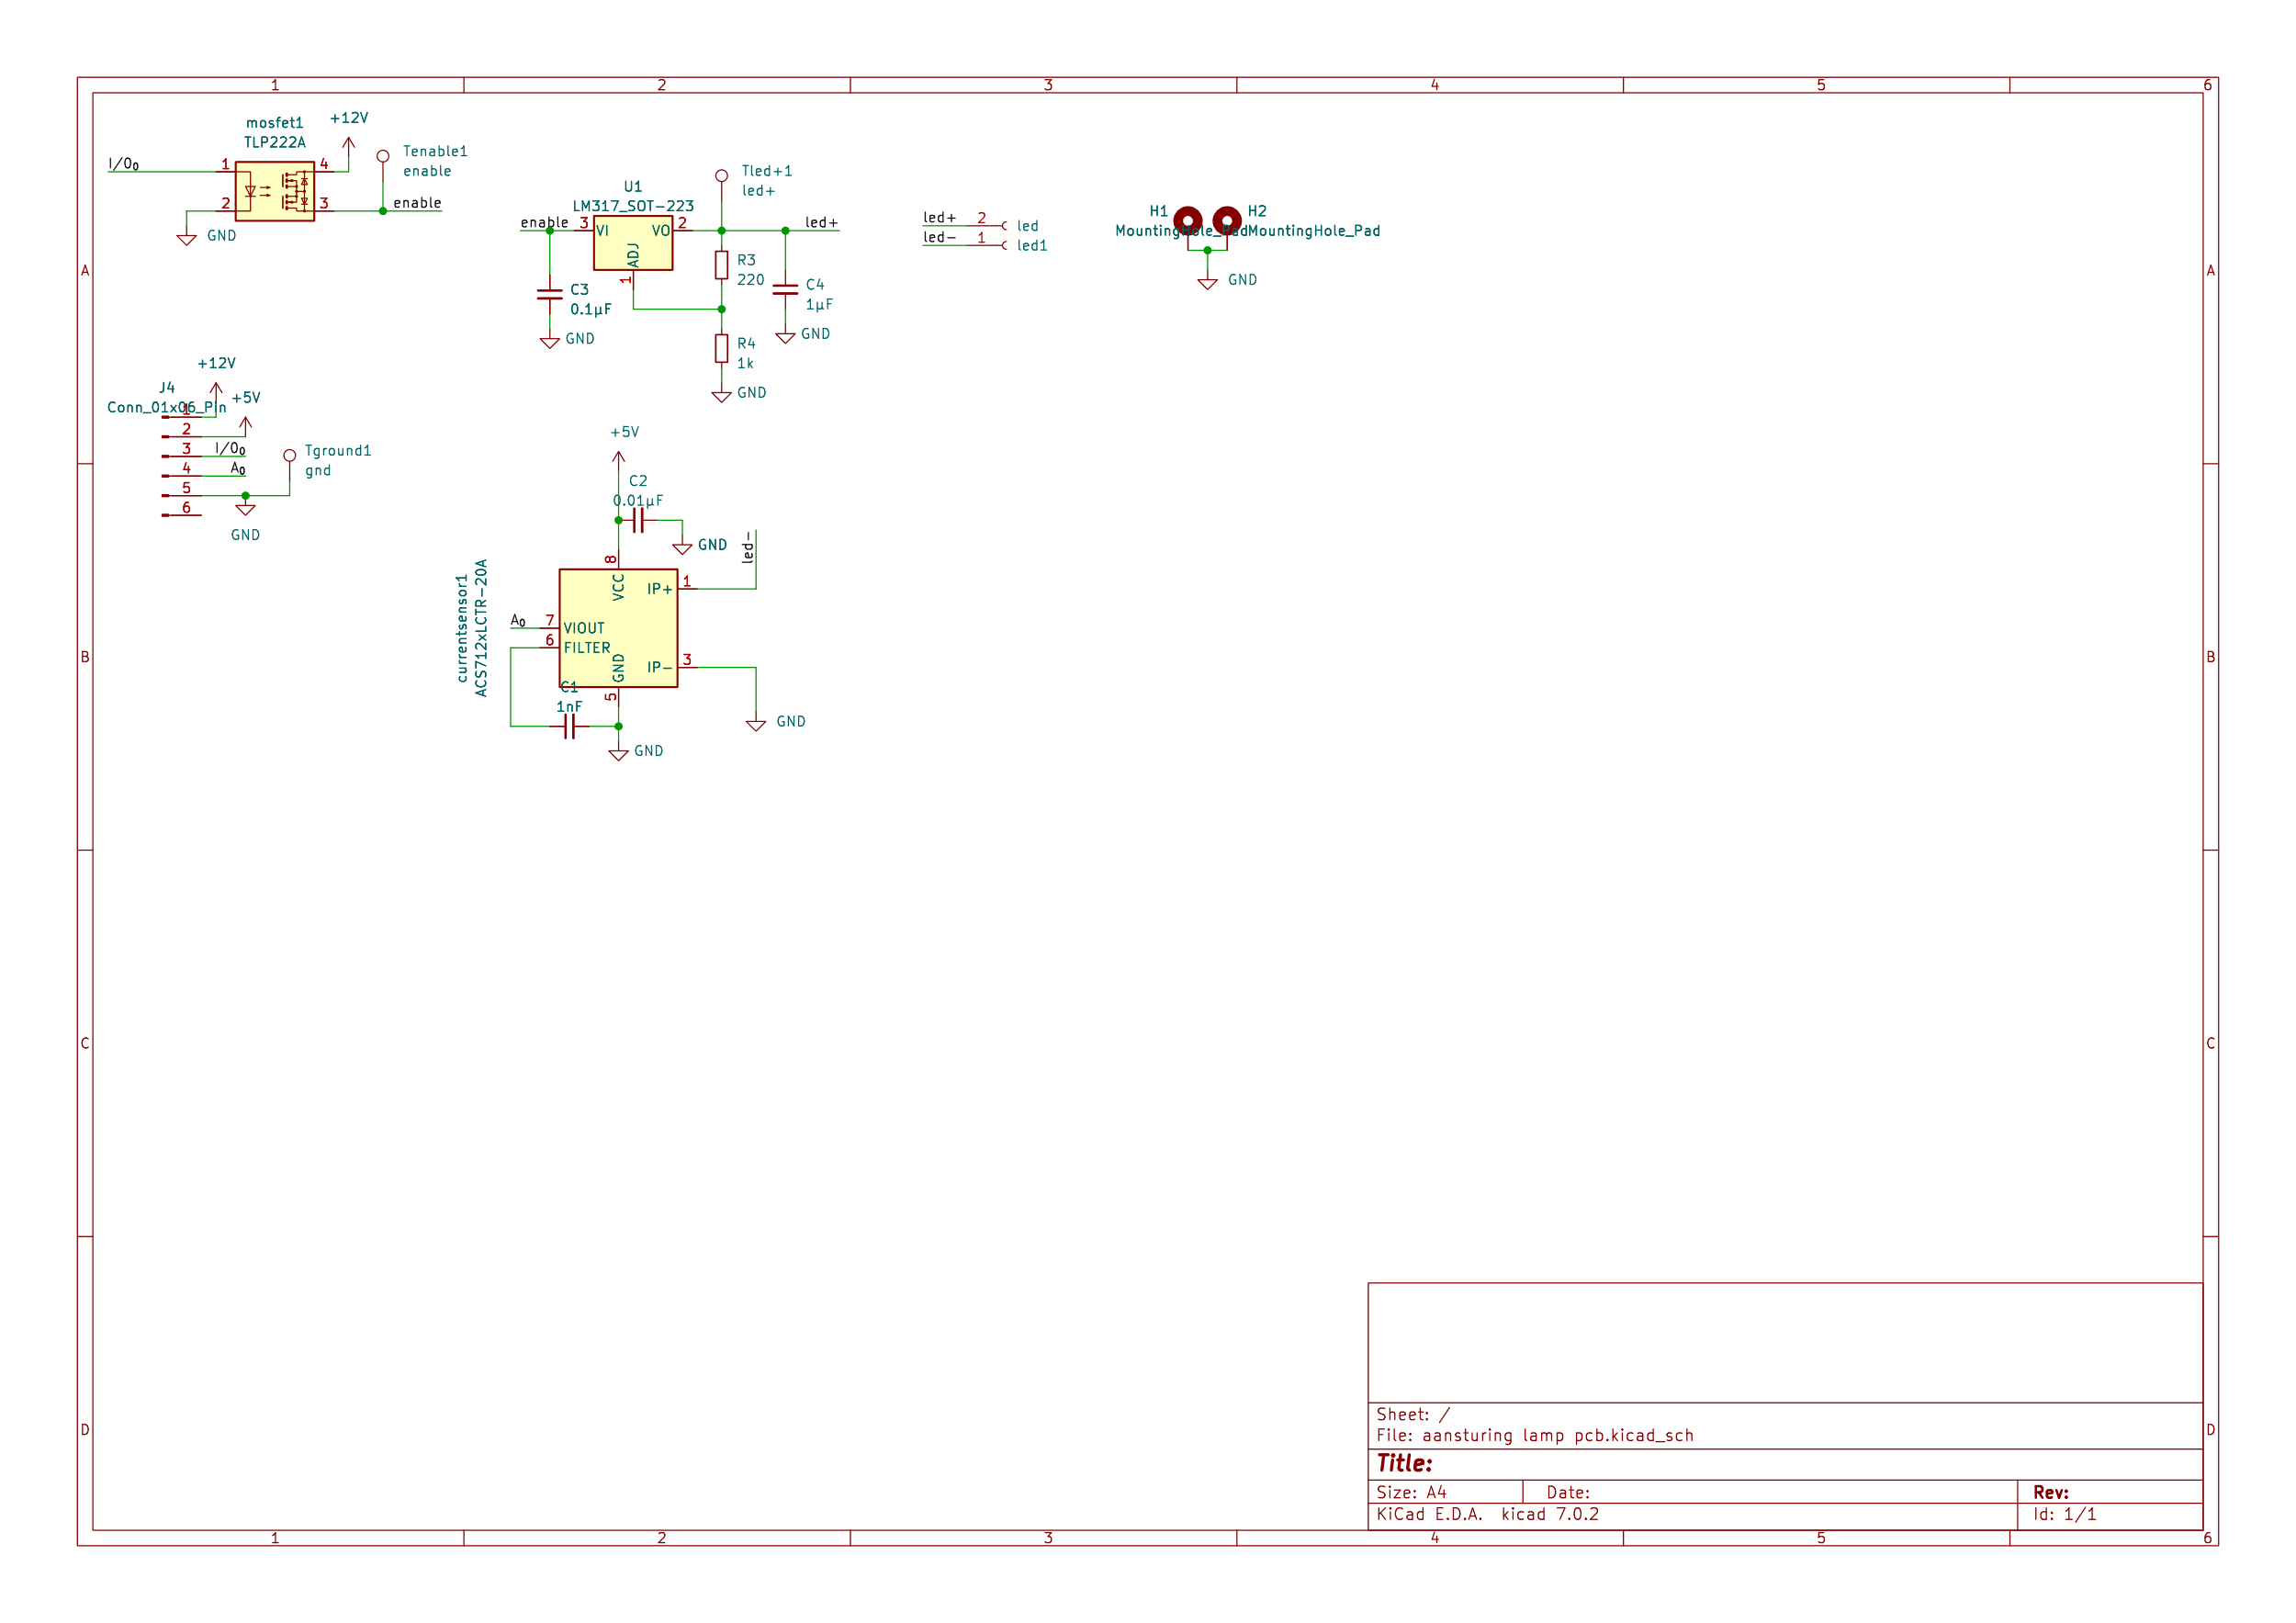 1 2 3 4 5 6
mosfet1
TLP222A
+12V
I/O₀
1
4
2
3
GND
Tenable1
enable
enable
U1
LM317_SOT-223
enable
3
VI
VO
2
ADJ
1
Tled+1
led+
led+
R3
220
C3
0.1µF
GND
C4
1µF
GND
R4
1k
GND
led+
2
led
led-
1
led1
H1
MountingHole_Pad
H2
MountingHole_Pad
GND
A
A
+12V
J4
Conn_01x06_Pin
+5V
1
2
3
I/O₀
4
A₀
5
6
Tground1
gnd
GND
+5V
C2
0.01µF
GND
led-
currentsensor1
ACS712xLCTR-20A
8
VCC
IP+
1
A₀
7
VIOUT
6
FILTER
GND
5
IP-
3
C1
1nF
GND
GND
B
B
C
C
D
D
Sheet: /
File: aansturing lamp pcb.kicad_sch
Title:
Size: A4
Date:
Rev:
KiCad E.D.A.  kicad 7.0.2
Id: 1/1
1 2 3 4 5 6